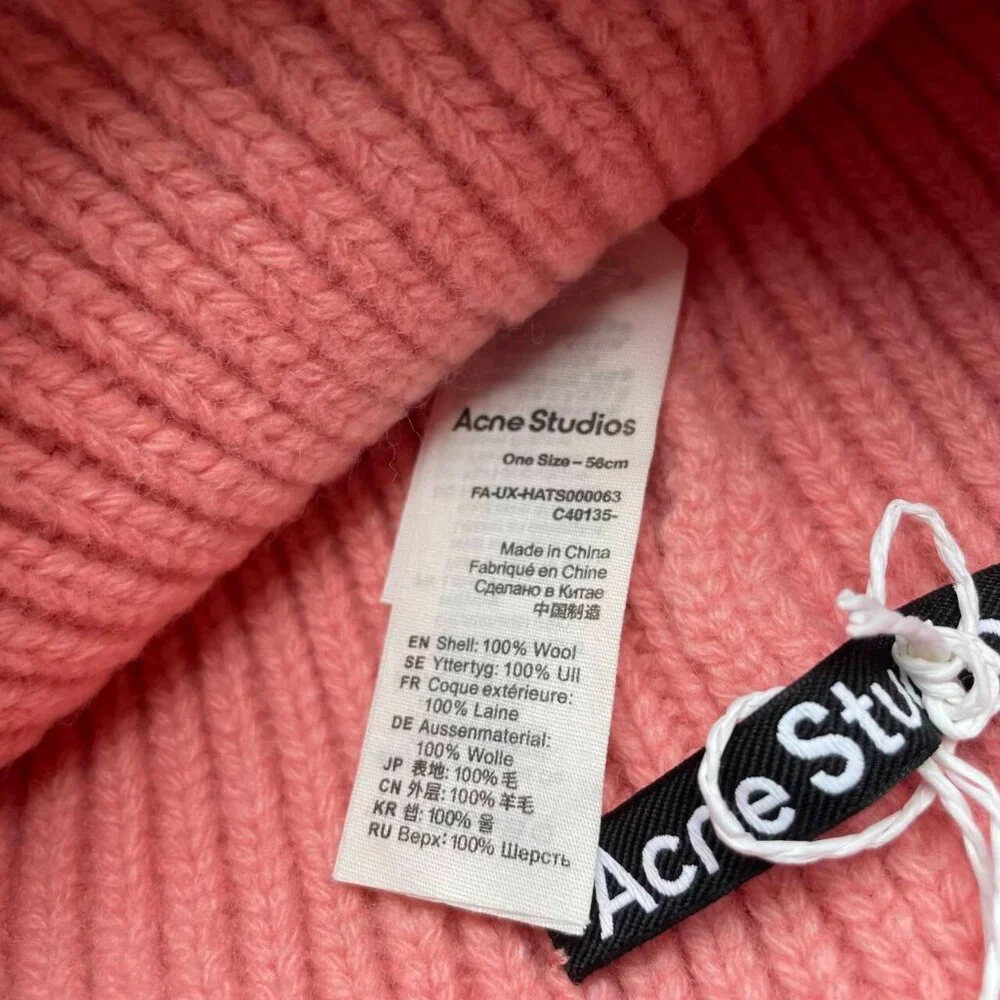 Acne Studios
One Size – 56cm
FA-UX-HATS000063
C40135-
Made in China
Fabriqué en Chine
Сделано в Китае
中国制造
EN Shell: 100% Wool
SE Yttertyg: 100% Ull
FR Coque extérieure:
100% Laine
DE Aussenmaterial:
100% Wolle
JP 表地: 100% 毛
CN 外层: 100% 羊毛
KR 쉘: 100% 울
RU Верх: 100% Шерсть
Acne Stu